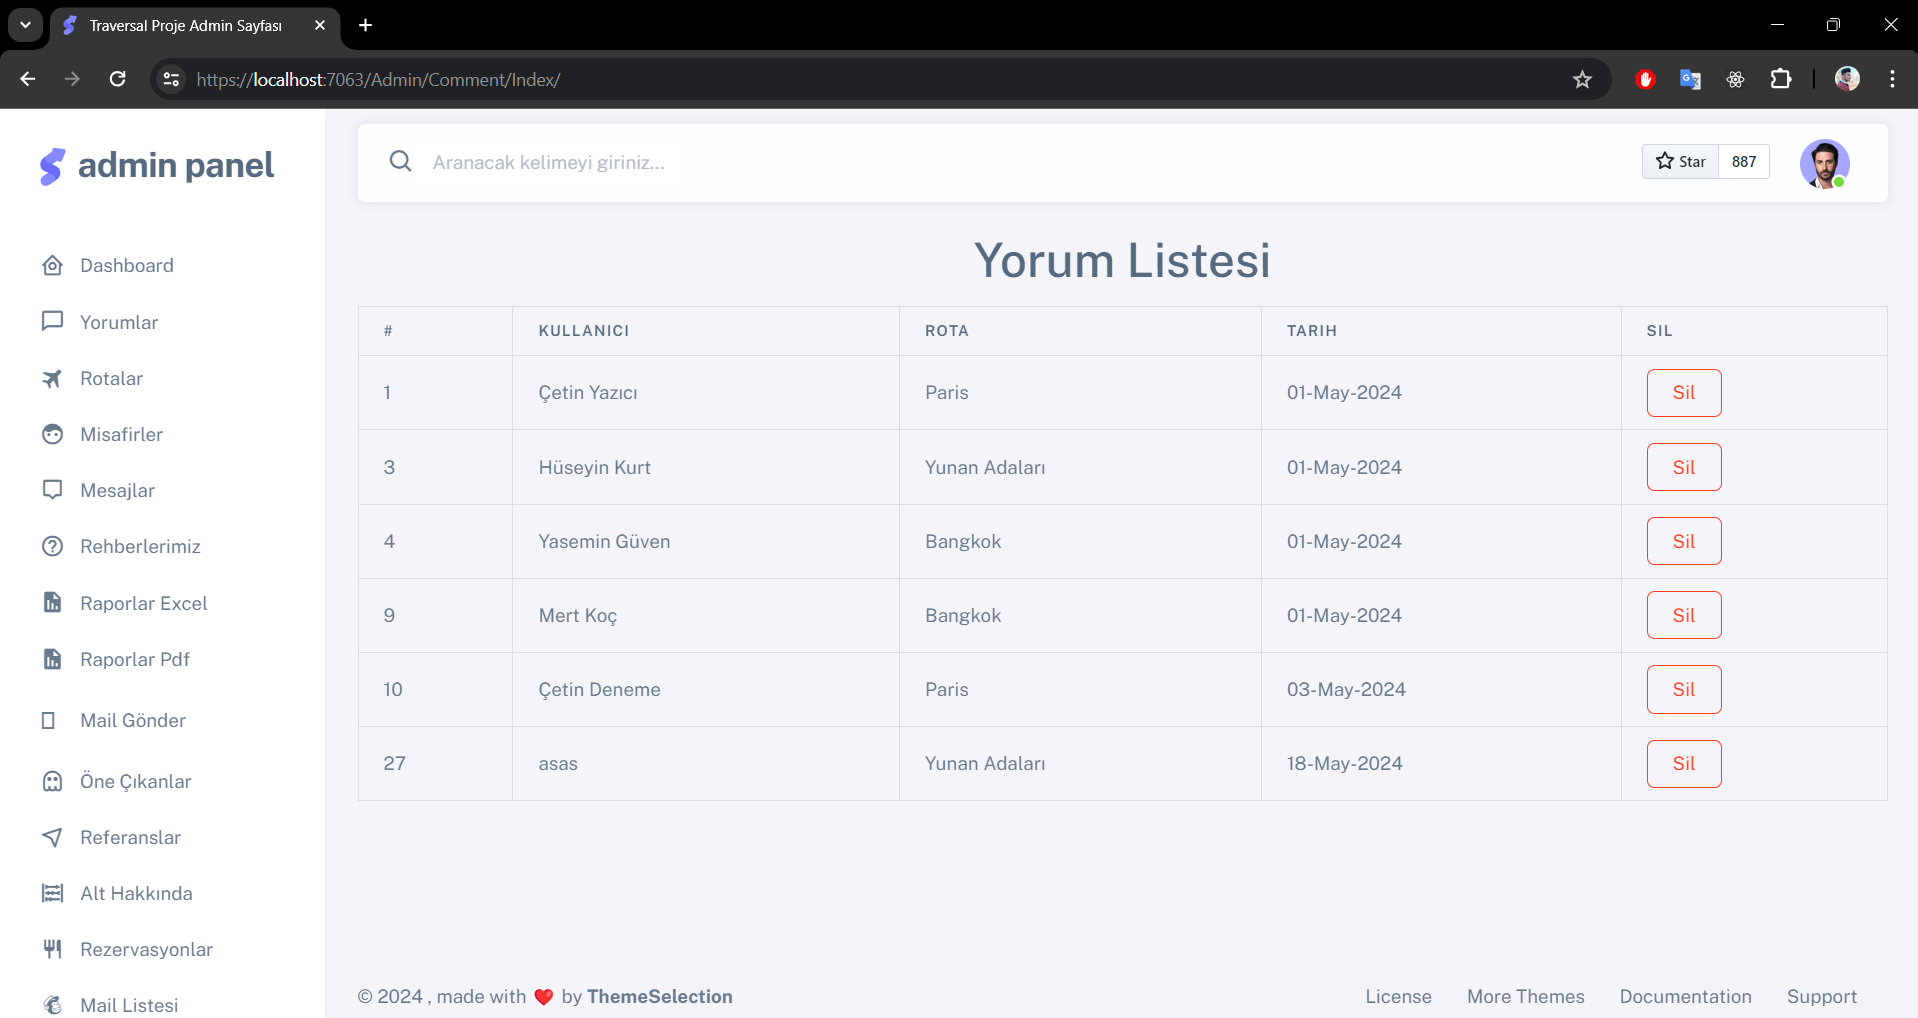 Traversal Proje Admin Sayfası
https://localhost:7063/Admin/Comment/Index/
admin panel
Aranacak kelimeyi giriniz...
Star 887
Dashboard
Yorumlar
Rotalar
Misafirler
Mesajlar
Rehberlerimiz
Raporlar Excel
Raporlar Pdf
Mail Gönder
Öne Çıkanlar
Referanslar
Alt Hakkında
Rezervasyonlar
Mail Listesi
Yorum Listesi
# KULLANICI ROTA TARIH SIL
1 Çetin Yazıcı Paris 01-May-2024 Sil
3 Hüseyin Kurt Yunan Adaları 01-May-2024 Sil
4 Yasemin Güven Bangkok 01-May-2024 Sil
9 Mert Koç Bangkok 01-May-2024 Sil
10 Çetin Deneme Paris 03-May-2024 Sil
27 asas Yunan Adaları 18-May-2024 Sil
© 2024 , made with ❤️ by ThemeSelection
License More Themes Documentation Support